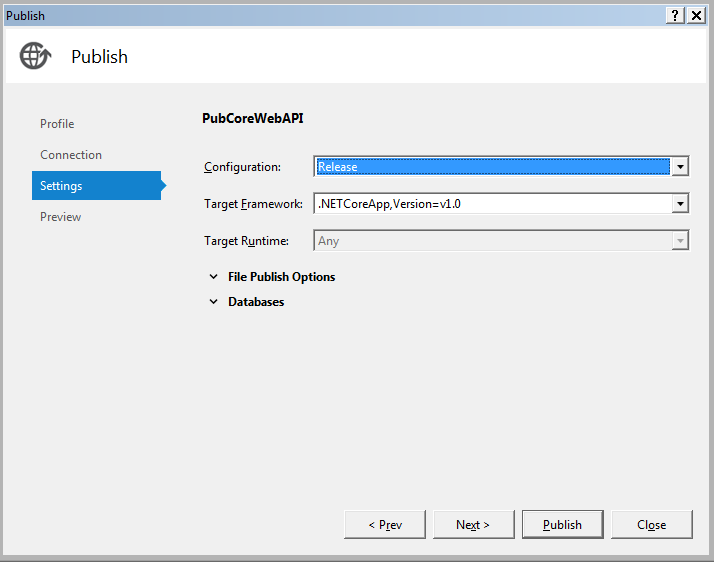 Publish
Publish
Profile
Connection
Settings
Preview
PubCoreWebAPI
Configuration: Release
Target Framework: .NETCoreApp,Version=v1.0
Target Runtime: Any
File Publish Options
Databases
< Prev Next > Publish Close